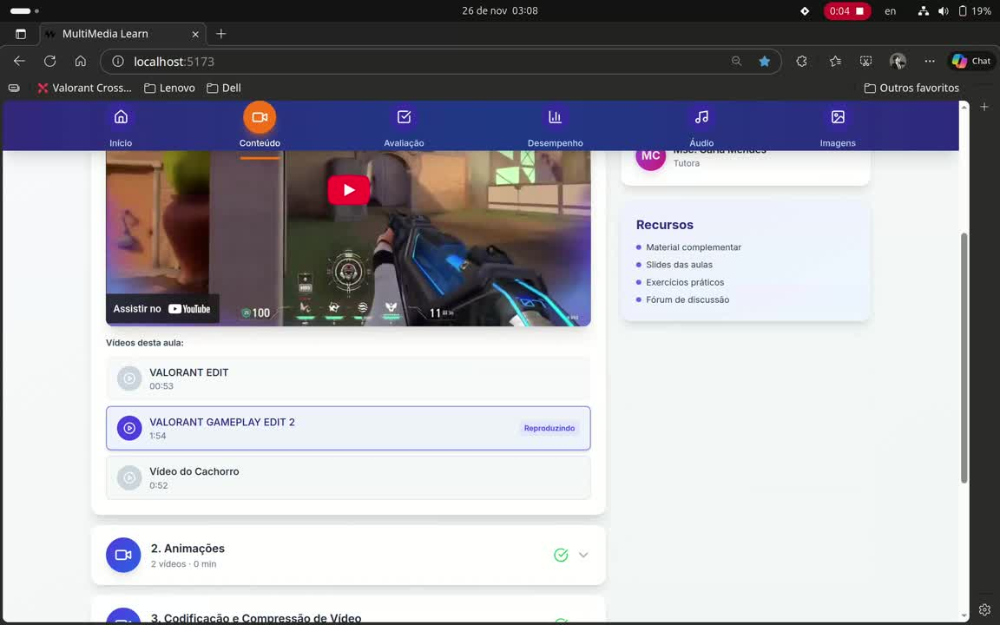 26 de nov 03:08
0:04
en
19%
MultiMedia Learn
localhost:5173
Chat
Valorant Cross...
Lenovo
Dell
Outros favoritos
Início
Conteúdo
Avaliação
Desempenho
Áudio
Imagens
MC
Msc. Carla Mendes
Tutora
Recursos
Material complementar
Slides das aulas
Exercícios práticos
Fórum de discussão
100
11
Assistir no YouTube
Vídeos desta aula:
VALORANT EDIT
00:53
VALORANT GAMEPLAY EDIT 2
1:54
Reproduzindo
Vídeo do Cachorro
0:52
2. Animações
2 vídeos · 0 min
3. Codificação e Compressão de Vídeo